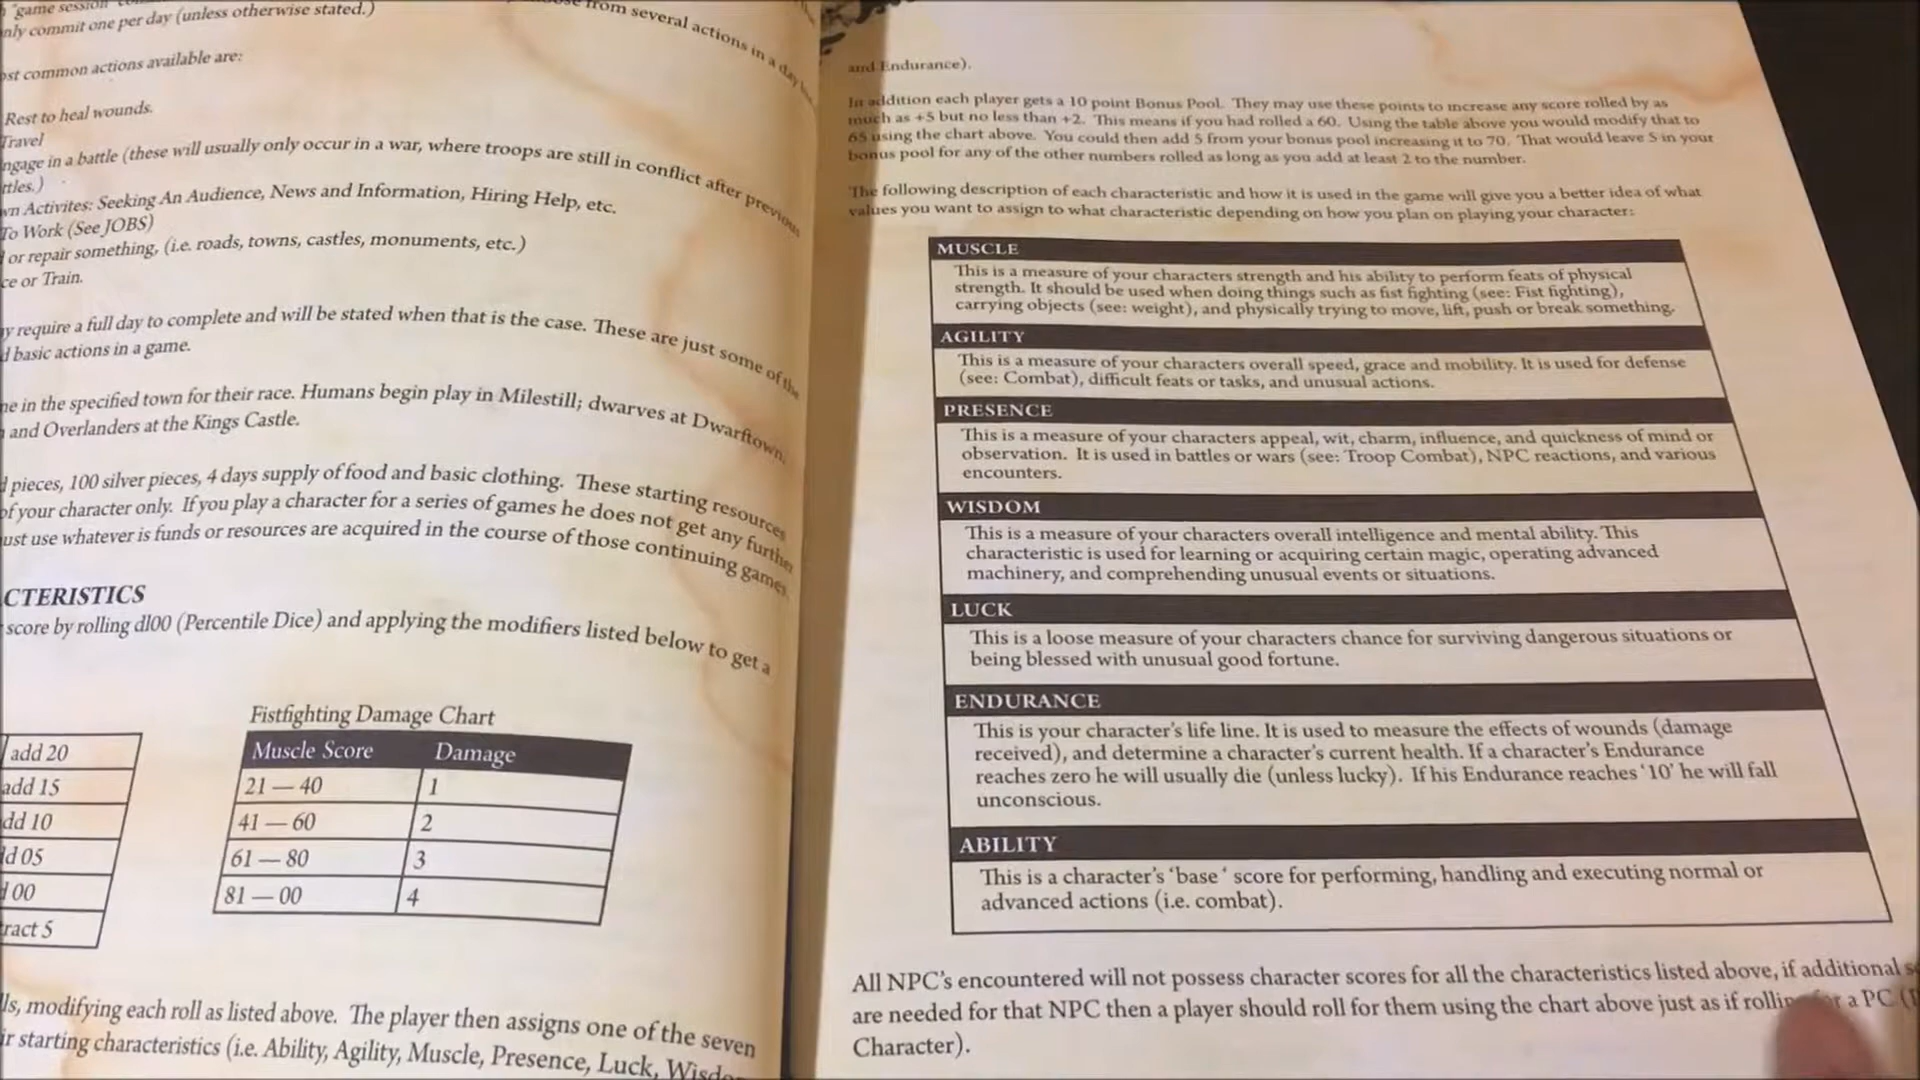 "game session
only commit one per day (unless otherwise stated.)
from several actions in a day but
most common actions available are:
Rest to heal wounds.
Travel
ngage in a battle (these will usually only occur in a war, where troops are still in conflict after previous
ttles.)
wn Activites: Seeking An Audience, News and Information, Hiring Help, etc.
To Work (See JOBS)
or repair something, (i.e. roads, towns, castles, monuments, etc.)
ce or Train.
y require a full day to complete and will be stated when that is the case. These are just some of the
d basic actions in a game.
me in the specified town for their race. Humans begin play in Milestill; dwarves at Dwarftown,
and Overlanders at the Kings Castle.
d pieces, 100 silver pieces, 4 days supply of food and basic clothing. These starting resources
of your character only. If you play a character for a series of games he does not get any further
ust use whatever is funds or resources are acquired in the course of those continuing games.
CTERISTICS
score by rolling d100 (Percentile Dice) and applying the modifiers listed below to get a
add 20
add 15
dd 10
d 05
d 00
ract 5
Fistfighting Damage Chart
Muscle Score Damage
21 — 40 1
41 — 60 2
61 — 80 3
81 — 00 4
ls, modifying each roll as listed above. The player then assigns one of the seven
ir starting characteristics (i.e. Ability, Agility, Muscle, Presence, Luck, Wisdo
and Endurance).
In addition each player gets a 10 point Bonus Pool. They may use these points to increase any score rolled by as
much as +5 but no less than +2. This means if you had rolled a 60. Using the table above you would modify that to
65 using the chart above. You could then add 5 from your bonus pool increasing it to 70. That would leave 5 in your
bonus pool for any of the other numbers rolled as long as you add at least 2 to the number.
The following description of each characteristic and how it is used in the game will give you a better idea of what
values you want to assign to what characteristic depending on how you plan on playing your character:
MUSCLE
This is a measure of your characters strength and his ability to perform feats of physical
strength. It should be used when doing things such as fist fighting (see: Fist fighting),
carrying objects (see: weight), and physically trying to move, lift, push or break something.
AGILITY
This is a measure of your characters overall speed, grace and mobility. It is used for defense
(see: Combat), difficult feats or tasks, and unusual actions.
PRESENCE
This is a measure of your characters appeal, wit, charm, influence, and quickness of mind or
observation. It is used in battles or wars (see: Troop Combat), NPC reactions, and various
encounters.
WISDOM
This is a measure of your characters overall intelligence and mental ability. This
characteristic is used for learning or acquiring certain magic, operating advanced
machinery, and comprehending unusual events or situations.
LUCK
This is a loose measure of your characters chance for surviving dangerous situations or
being blessed with unusual good fortune.
ENDURANCE
This is your character's life line. It is used to measure the effects of wounds (damage
received), and determine a character's current health. If a character's Endurance
reaches zero he will usually die (unless lucky). If his Endurance reaches '10' he will fall
unconscious.
ABILITY
This is a character's 'base ' score for performing, handling and executing normal or
advanced actions (i.e. combat).
All NPC's encountered will not possess character scores for all the characteristics listed above, if additional
are needed for that NPC then a player should roll for them using the chart above just as if rolling for a PC
Character).